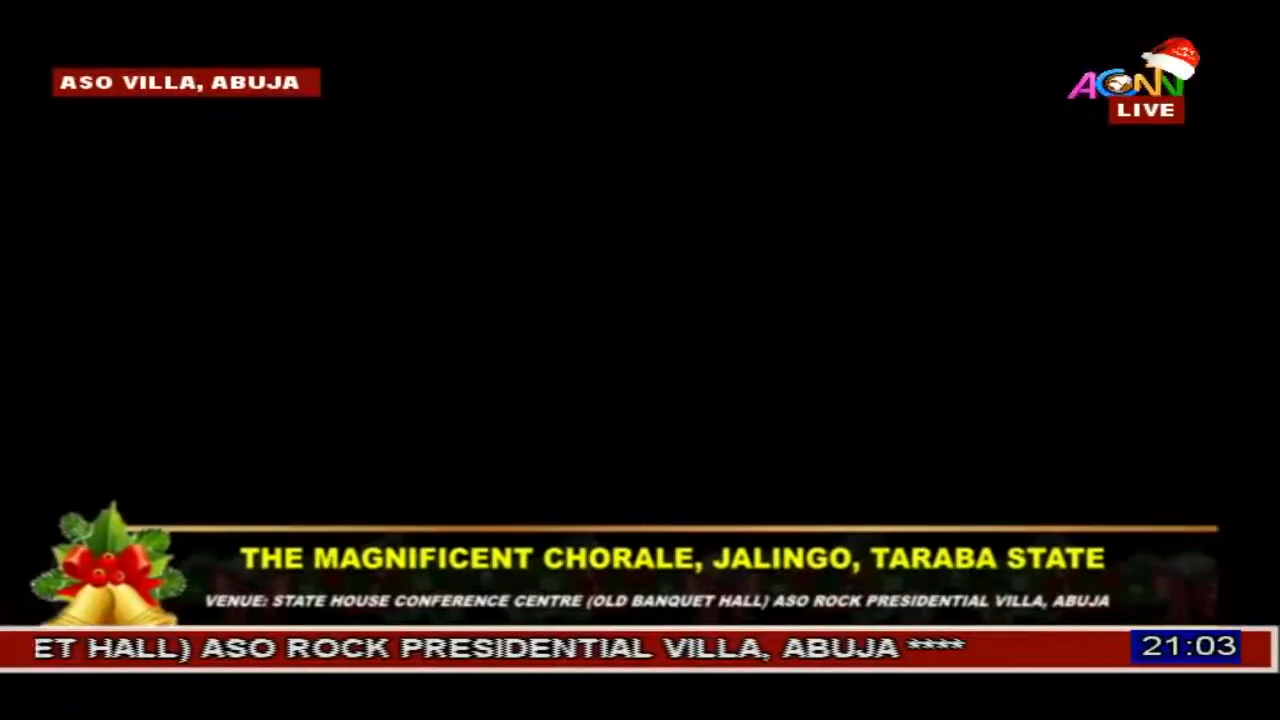 ASO VILLA, ABUJA
ACNN
LIVE
THE MAGNIFICENT CHORALE, JALINGO, TARABA STATE
VENUE: STATE HOUSE CONFERENCE CENTRE (OLD BANQUET HALL) ASO ROCK PRESIDENTIAL VILLA, ABUJA
ET HALL) ASO ROCK PRESIDENTIAL VILLA, ABUJA ****
21:03